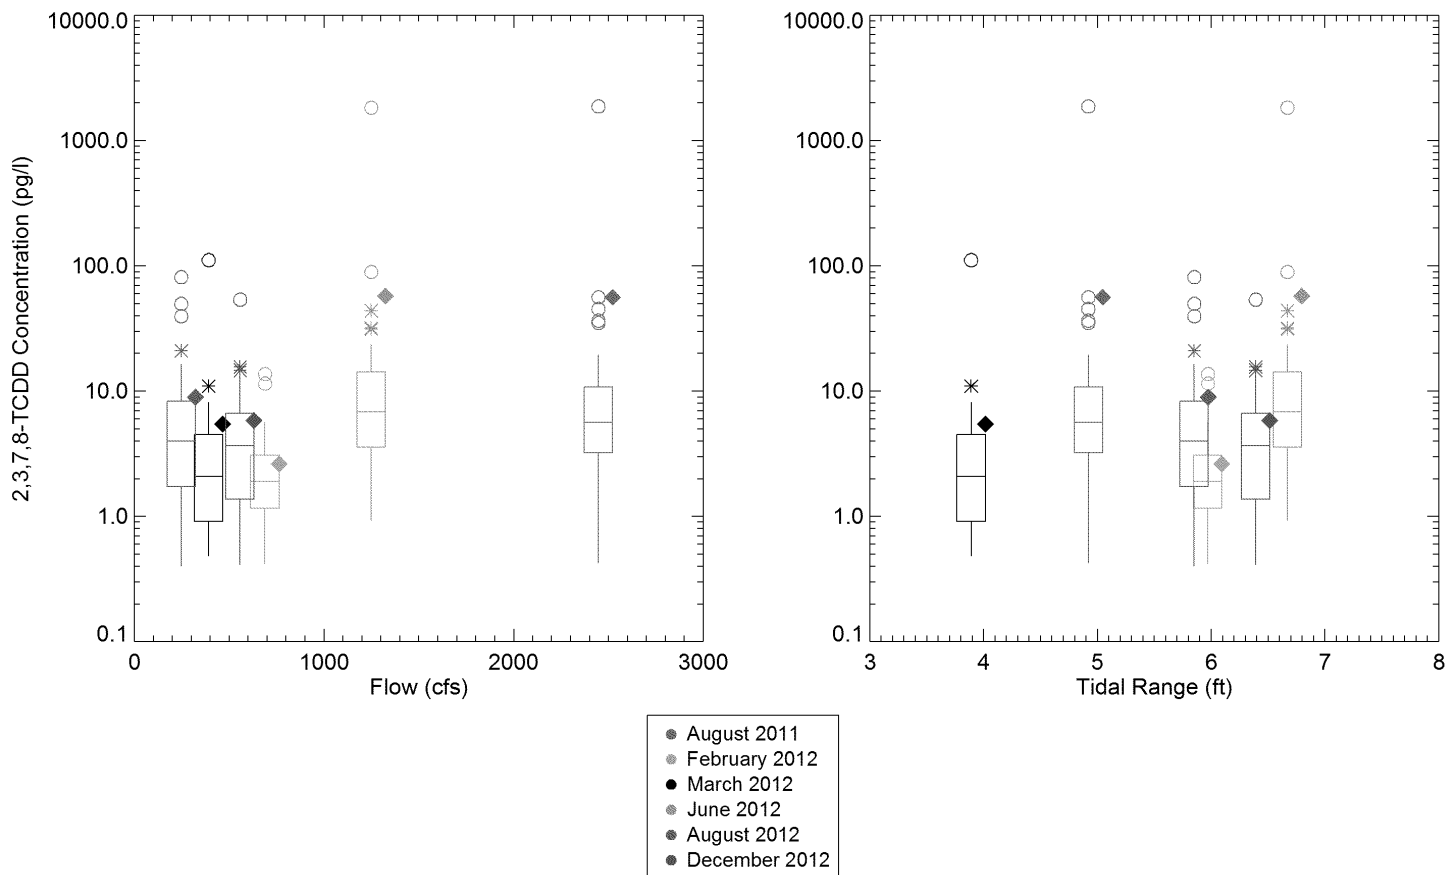 2,3,7,8-TCDD Concentration (pg/l)
10000.0
1000.0
100.0
10.0
1.0
0.1
0 1000 2000 3000
Flow (cfs)
10000.0
1000.0
100.0
10.0
1.0
0.1
3 4 5 6 7 8
Tidal Range (ft)
August 2011
February 2012
March 2012
June 2012
August 2012
December 2012